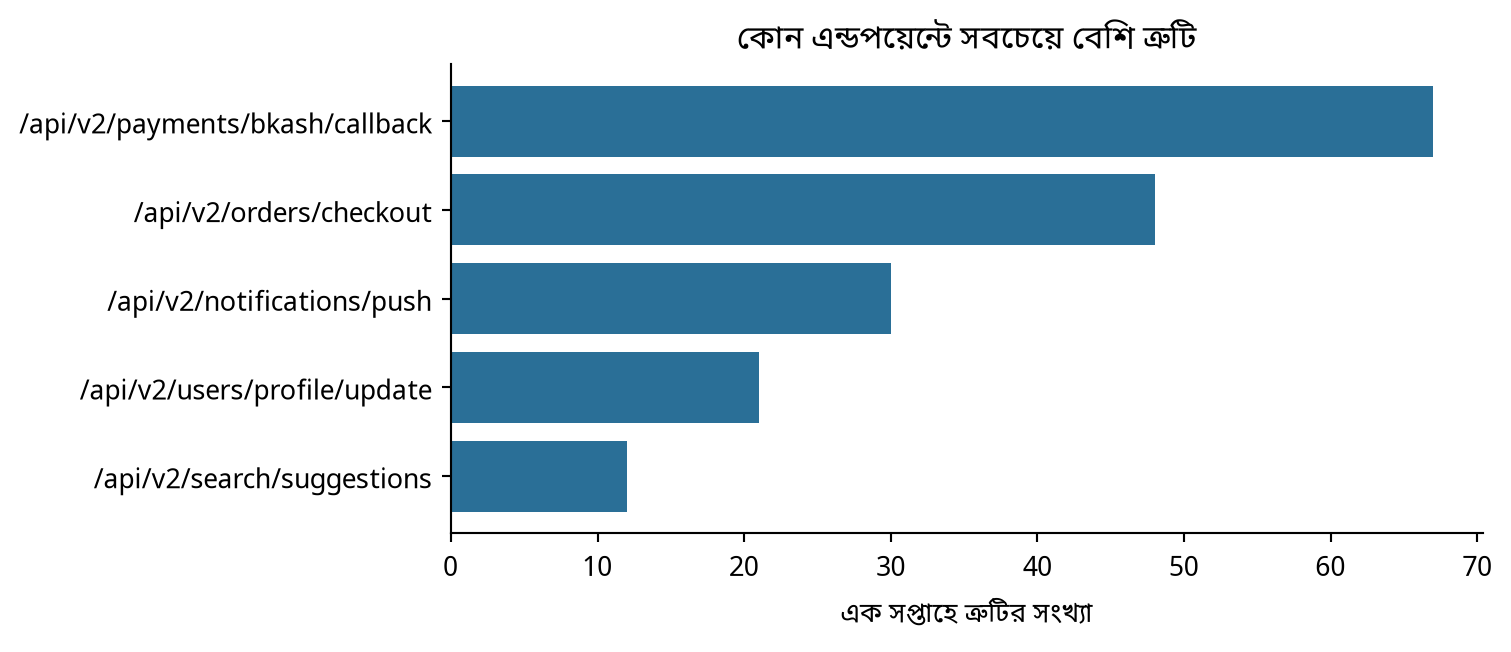 কোন এন্ডপয়েন্টে সবচেয়ে বেশি ত্রুটি
/api/v2/payments/bkash/callback
/api/v2/orders/checkout
/api/v2/notifications/push
/api/v2/users/profile/update
/api/v2/search/suggestions
0 10 20 30 40 50 60 70
এক সপ্তাহে ত্রুটির সংখ্যা